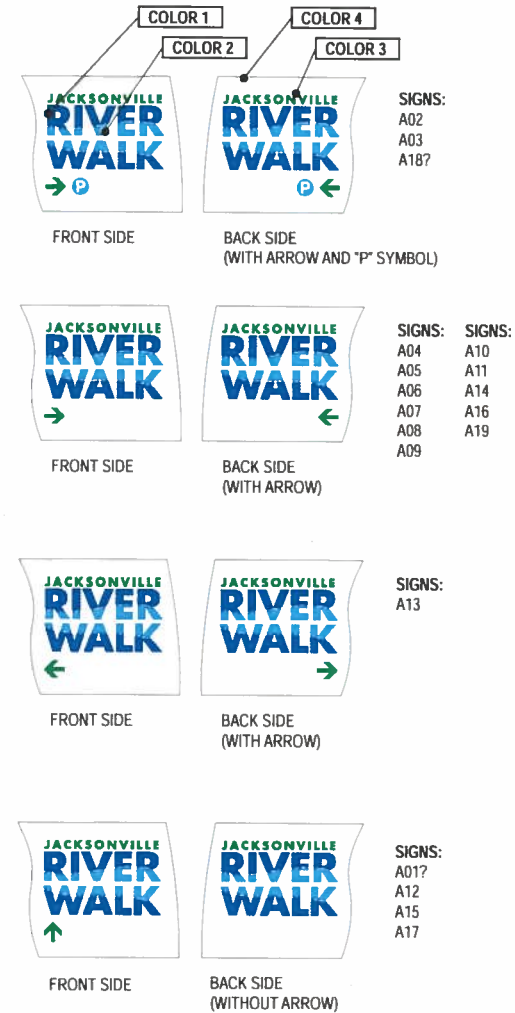 COLOR 1
COLOR 4
COLOR 2
COLOR 3
JACKSONVILLE
RIVER
WALK
P
FRONT SIDE
JACKSONVILLE
RIVER
WALK
P
BACK SIDE
(WITH ARROW AND "P" SYMBOL)
SIGNS:
A02
A03
A18?
JACKSONVILLE
RIVER
WALK
FRONT SIDE
JACKSONVILLE
RIVER
WALK
BACK SIDE
(WITH ARROW)
SIGNS:
A04
A05
A06
A07
A08
A09
SIGNS:
A10
A11
A14
A16
A19
JACKSONVILLE
RIVER
WALK
FRONT SIDE
JACKSONVILLE
RIVER
WALK
BACK SIDE
(WITH ARROW)
SIGNS:
A13
JACKSONVILLE
RIVER
WALK
FRONT SIDE
JACKSONVILLE
RIVER
WALK
BACK SIDE
(WITHOUT ARROW)
SIGNS:
A01?
A12
A15
A17